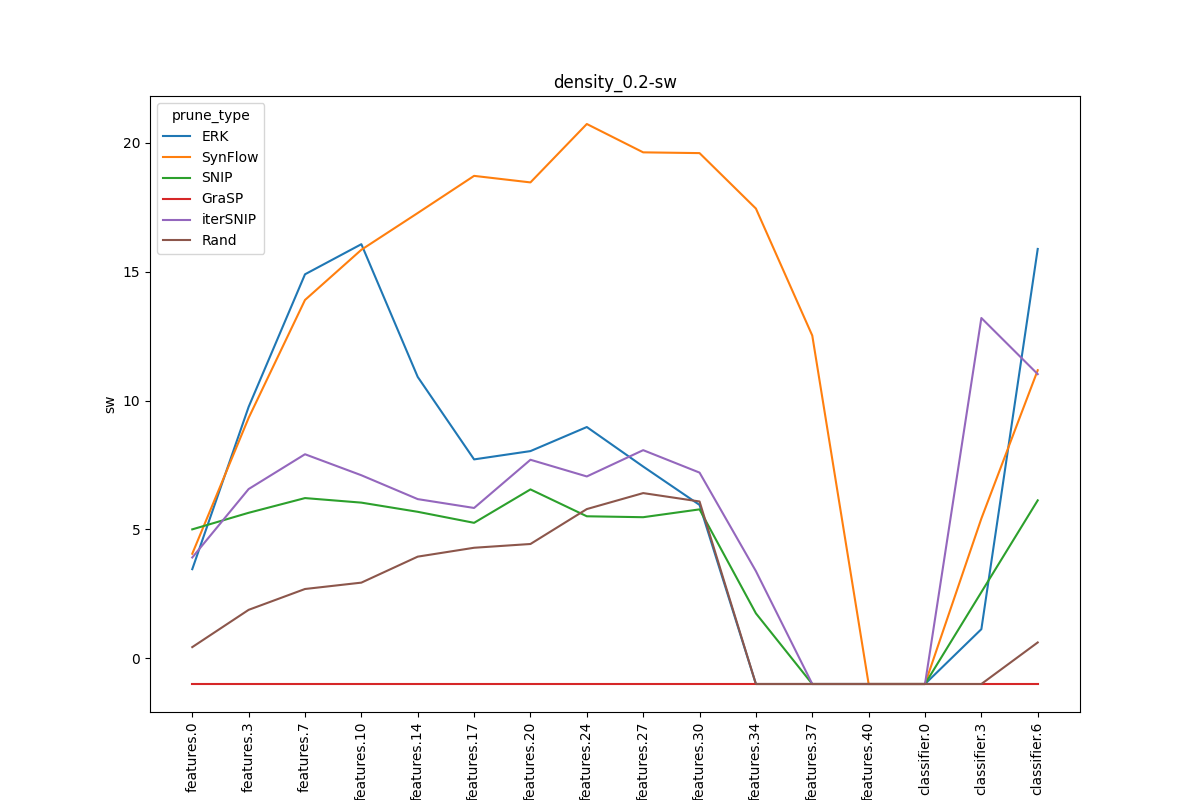 density_0.2-sw
prune_type
ERK
SynFlow
SNIP
GraSP
iterSNIP
Rand
20
15
10
5
0
sw
features.0
features.3
features.7
features.10
features.14
features.17
features.20
features.24
features.27
features.30
features.34
features.37
features.40
classifier.0
classifier.3
classifier.6